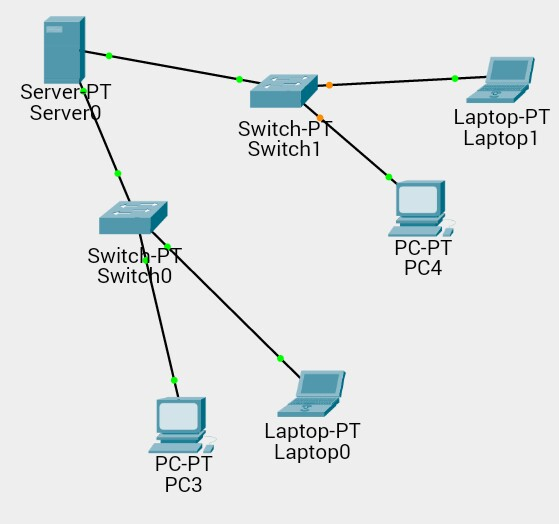 Server-PT
Server0
Switch-PT
Switch1
Laptop-PT
Laptop1
PC-PT
PC4
Switch-PT
Switch0
Laptop-PT
Laptop0
PC-PT
PC3